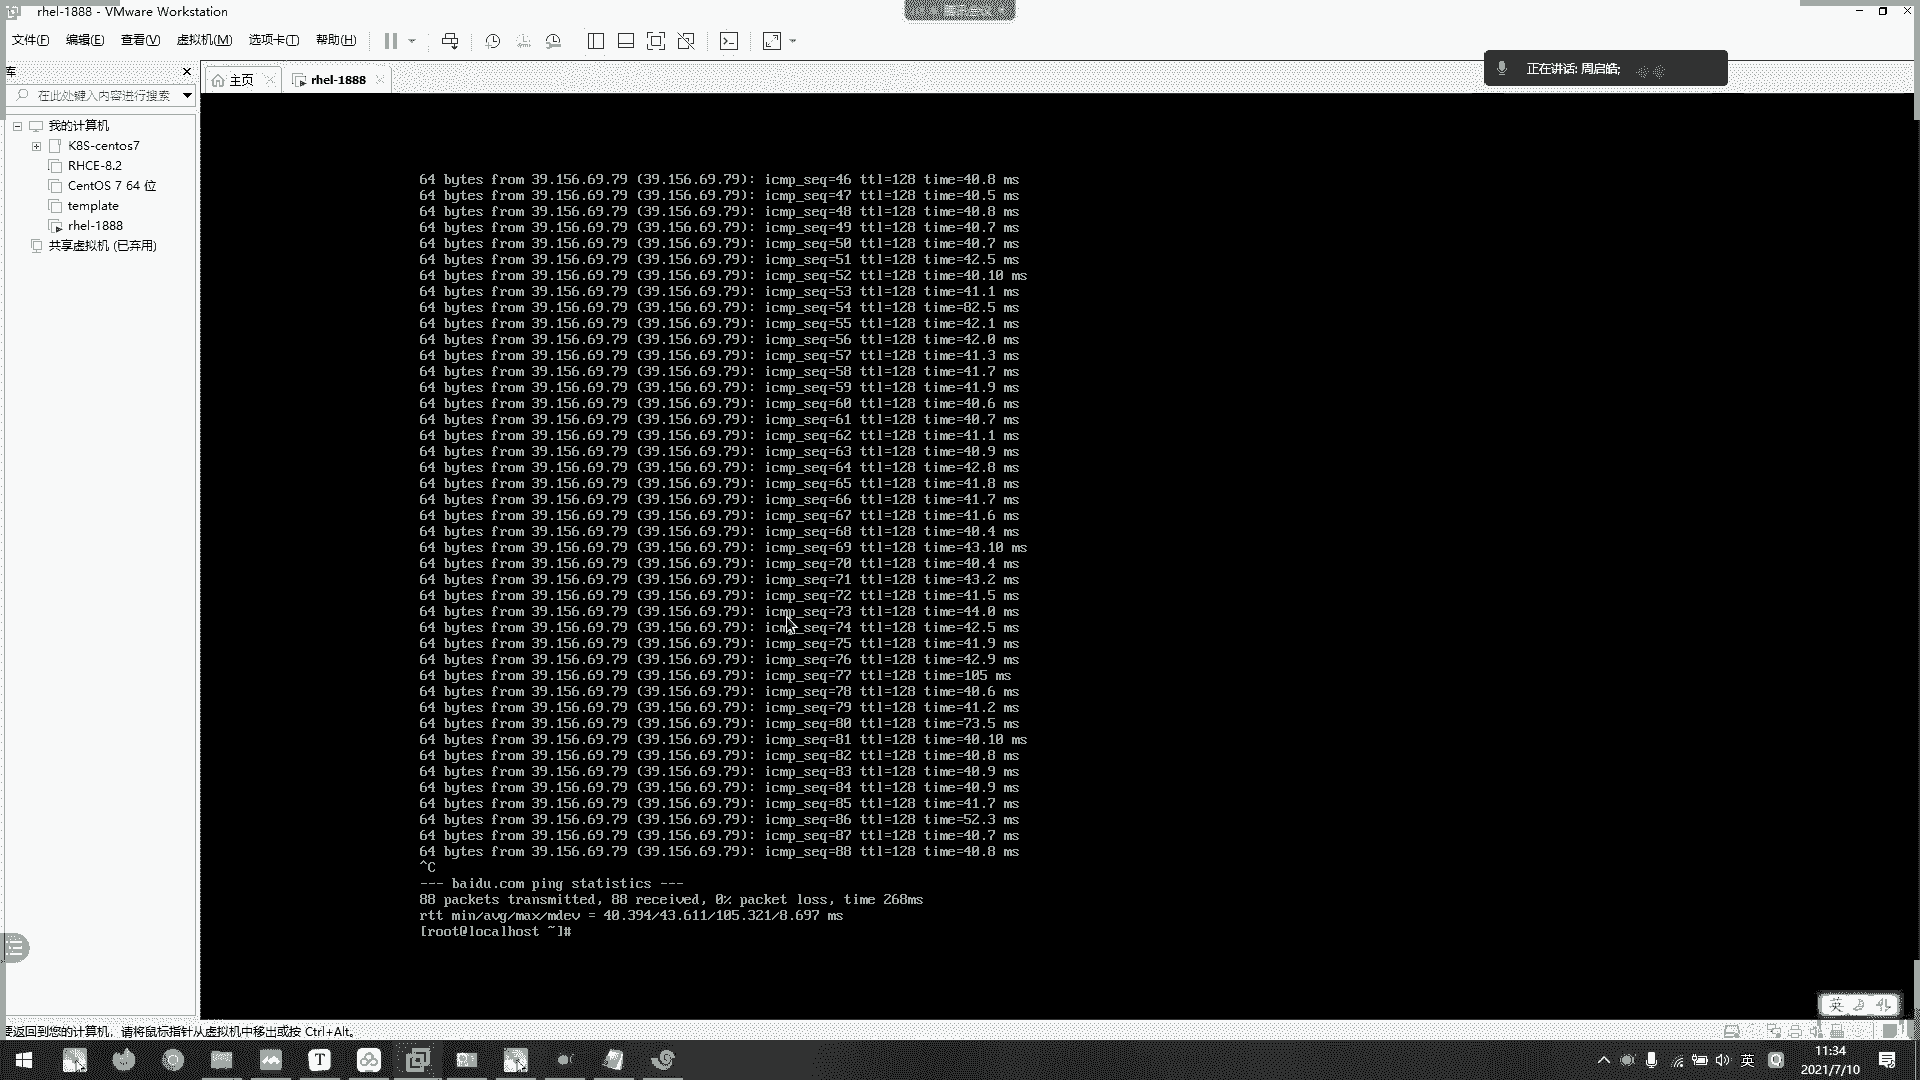 rhel-1888 - VMware Workstation
文件(F) 编辑(E) 查看(V) 虚拟机(M) 选项卡(T) 帮助(H)
正在讲话: 周启皓;
库
主页
rhel-1888
在此处键入内容进行搜索
我的计算机
K8S-centos7
RHCE-8.2
CentOS 7 64 位
template
rhel-1888
共享虚拟机 (已弃用)
64 bytes from 39.156.69.79 (39.156.69.79): icmp_seq=46 ttl=128 time=40.8 ms
64 bytes from 39.156.69.79 (39.156.69.79): icmp_seq=47 ttl=128 time=40.5 ms
64 bytes from 39.156.69.79 (39.156.69.79): icmp_seq=48 ttl=128 time=40.8 ms
64 bytes from 39.156.69.79 (39.156.69.79): icmp_seq=49 ttl=128 time=40.7 ms
64 bytes from 39.156.69.79 (39.156.69.79): icmp_seq=50 ttl=128 time=40.7 ms
64 bytes from 39.156.69.79 (39.156.69.79): icmp_seq=51 ttl=128 time=42.5 ms
64 bytes from 39.156.69.79 (39.156.69.79): icmp_seq=52 ttl=128 time=40.10 ms
64 bytes from 39.156.69.79 (39.156.69.79): icmp_seq=53 ttl=128 time=41.1 ms
64 bytes from 39.156.69.79 (39.156.69.79): icmp_seq=54 ttl=128 time=82.5 ms
64 bytes from 39.156.69.79 (39.156.69.79): icmp_seq=55 ttl=128 time=42.1 ms
64 bytes from 39.156.69.79 (39.156.69.79): icmp_seq=56 ttl=128 time=42.0 ms
64 bytes from 39.156.69.79 (39.156.69.79): icmp_seq=57 ttl=128 time=41.3 ms
64 bytes from 39.156.69.79 (39.156.69.79): icmp_seq=58 ttl=128 time=41.7 ms
64 bytes from 39.156.69.79 (39.156.69.79): icmp_seq=59 ttl=128 time=41.9 ms
64 bytes from 39.156.69.79 (39.156.69.79): icmp_seq=60 ttl=128 time=40.6 ms
64 bytes from 39.156.69.79 (39.156.69.79): icmp_seq=61 ttl=128 time=40.7 ms
64 bytes from 39.156.69.79 (39.156.69.79): icmp_seq=62 ttl=128 time=41.1 ms
64 bytes from 39.156.69.79 (39.156.69.79): icmp_seq=63 ttl=128 time=40.9 ms
64 bytes from 39.156.69.79 (39.156.69.79): icmp_seq=64 ttl=128 time=42.8 ms
64 bytes from 39.156.69.79 (39.156.69.79): icmp_seq=65 ttl=128 time=41.8 ms
64 bytes from 39.156.69.79 (39.156.69.79): icmp_seq=66 ttl=128 time=41.7 ms
64 bytes from 39.156.69.79 (39.156.69.79): icmp_seq=67 ttl=128 time=41.6 ms
64 bytes from 39.156.69.79 (39.156.69.79): icmp_seq=68 ttl=128 time=40.4 ms
64 bytes from 39.156.69.79 (39.156.69.79): icmp_seq=69 ttl=128 time=43.10 ms
64 bytes from 39.156.69.79 (39.156.69.79): icmp_seq=70 ttl=128 time=40.4 ms
64 bytes from 39.156.69.79 (39.156.69.79): icmp_seq=71 ttl=128 time=43.2 ms
64 bytes from 39.156.69.79 (39.156.69.79): icmp_seq=72 ttl=128 time=41.5 ms
64 bytes from 39.156.69.79 (39.156.69.79): icmp_seq=73 ttl=128 time=44.0 ms
64 bytes from 39.156.69.79 (39.156.69.79): icmp_seq=74 ttl=128 time=42.5 ms
64 bytes from 39.156.69.79 (39.156.69.79): icmp_seq=75 ttl=128 time=41.9 ms
64 bytes from 39.156.69.79 (39.156.69.79): icmp_seq=76 ttl=128 time=42.9 ms
64 bytes from 39.156.69.79 (39.156.69.79): icmp_seq=77 ttl=128 time=105 ms
64 bytes from 39.156.69.79 (39.156.69.79): icmp_seq=78 ttl=128 time=40.6 ms
64 bytes from 39.156.69.79 (39.156.69.79): icmp_seq=79 ttl=128 time=41.2 ms
64 bytes from 39.156.69.79 (39.156.69.79): icmp_seq=80 ttl=128 time=73.5 ms
64 bytes from 39.156.69.79 (39.156.69.79): icmp_seq=81 ttl=128 time=40.10 ms
64 bytes from 39.156.69.79 (39.156.69.79): icmp_seq=82 ttl=128 time=40.8 ms
64 bytes from 39.156.69.79 (39.156.69.79): icmp_seq=83 ttl=128 time=40.9 ms
64 bytes from 39.156.69.79 (39.156.69.79): icmp_seq=84 ttl=128 time=40.9 ms
64 bytes from 39.156.69.79 (39.156.69.79): icmp_seq=85 ttl=128 time=41.7 ms
64 bytes from 39.156.69.79 (39.156.69.79): icmp_seq=86 ttl=128 time=52.3 ms
64 bytes from 39.156.69.79 (39.156.69.79): icmp_seq=87 ttl=128 time=40.7 ms
64 bytes from 39.156.69.79 (39.156.69.79): icmp_seq=88 ttl=128 time=40.8 ms
^C
--- baidu.com ping statistics ---
88 packets transmitted, 88 received, 0% packet loss, time 268ms
rtt min/avg/max/mdev = 40.394/43.611/105.321/8.697 ms
[root@localhost ~]#
英
要返回到您的计算机，请将鼠标指针从虚拟机中移出或按 Ctrl+Alt。
英
11:34
2021/7/10